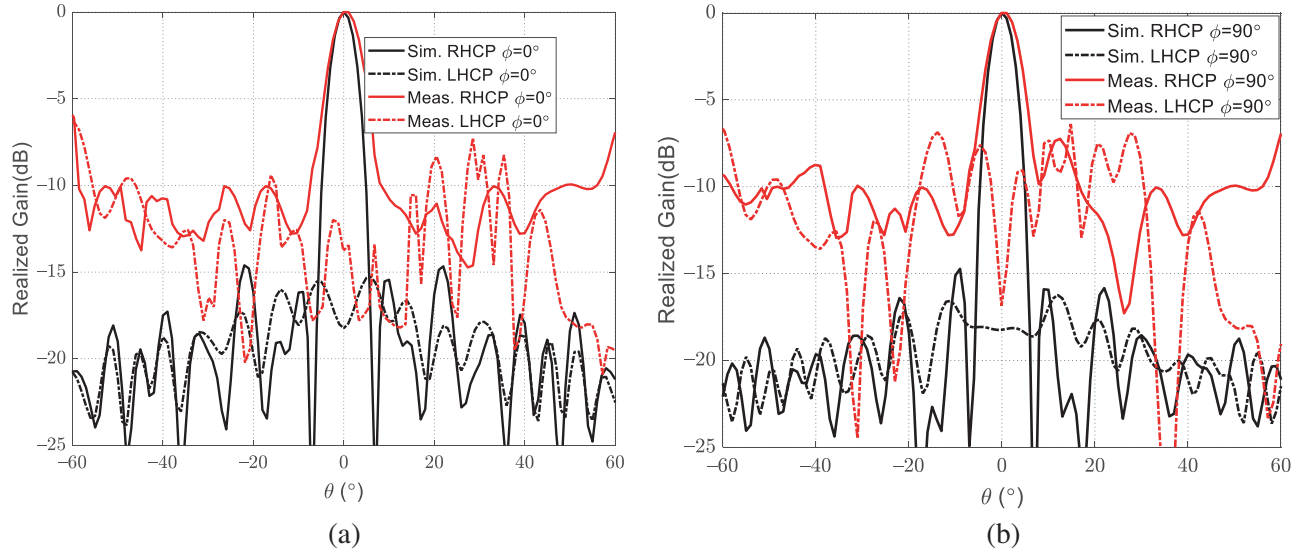 Realized Gain(dB)
0
−5
−10
−15
−20
−25
Sim. RHCP ϕ=0°
Sim. LHCP ϕ=0°
Meas. RHCP ϕ=0°
Meas. LHCP ϕ=0°
−60
−40
−20
0
20
40
60
θ (°)
(a)
Realized Gain(dB)
0
−5
−10
−15
−20
−25
Sim. RHCP ϕ=90°
Sim. LHCP ϕ=90°
Meas. RHCP ϕ=90°
Meas. LHCP ϕ=90°
−60
−40
−20
0
20
40
60
θ (°)
(b)